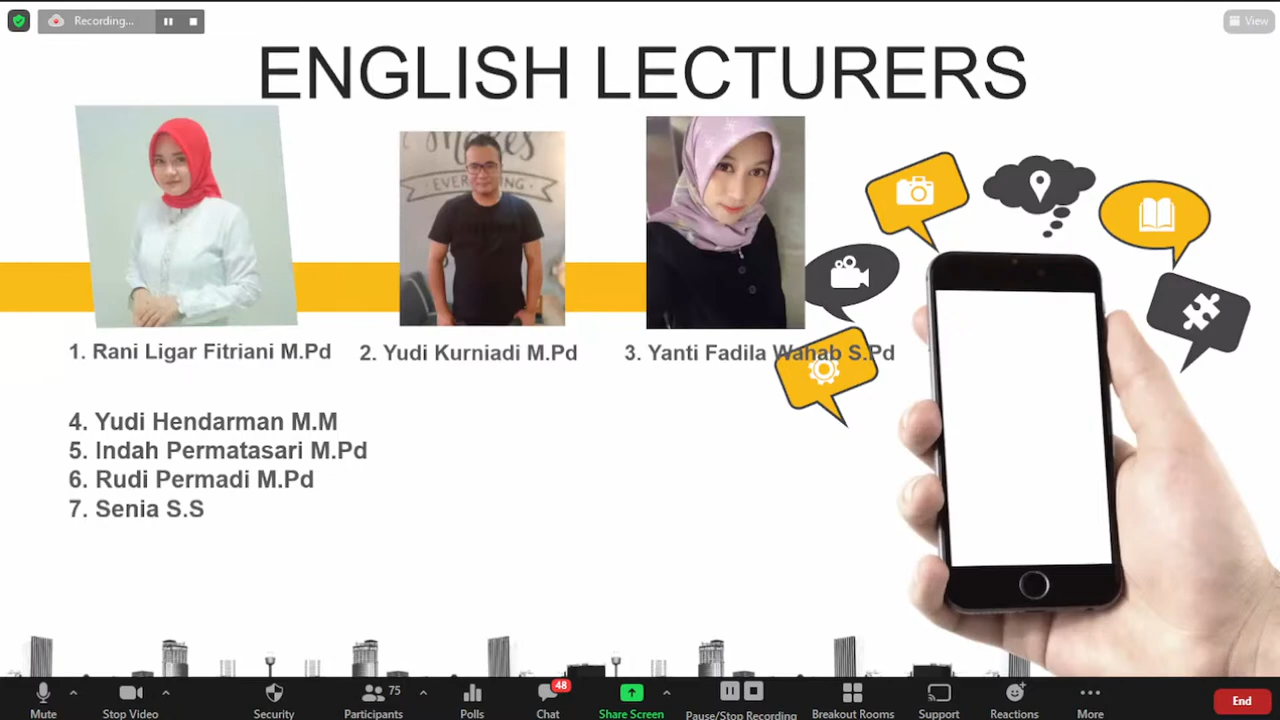 Recording...
View
ENGLISH LECTURERS
Makes
EVERYTHING
1. Rani Ligar Fitriani M.Pd
2. Yudi Kurniadi M.Pd
3. Yanti Fadila Wahab S.Pd
4. Yudi Hendarman M.M
5. Indah Permatasari M.Pd
6. Rudi Permadi M.Pd
7. Senia S.S
Mute
Stop Video
Security
75
Participants
Polls
48
Chat
Share Screen
Pause/Stop Recording
Breakout Rooms
Support
Reactions
More
End